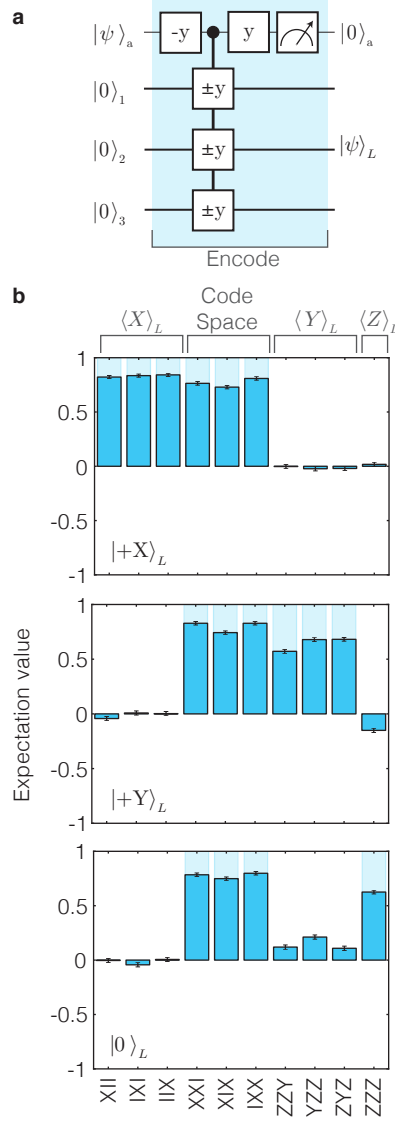 a
|ψ⟩a -y y |0⟩a
|0⟩1 ±y
|0⟩2 ±y |ψ⟩L
|0⟩3 ±y
Encode
b
⟨X⟩L Code Space ⟨Y⟩L ⟨Z⟩L
1
0.5
0
-0.5
-1
|+X⟩L
1
0.5
0
-0.5
-1
|+Y⟩L
Expectation value
1
0.5
0
-0.5
-1
|0⟩L
XII IXI IIX XXI XIX IXX ZZY YZZ ZYZ ZZZ